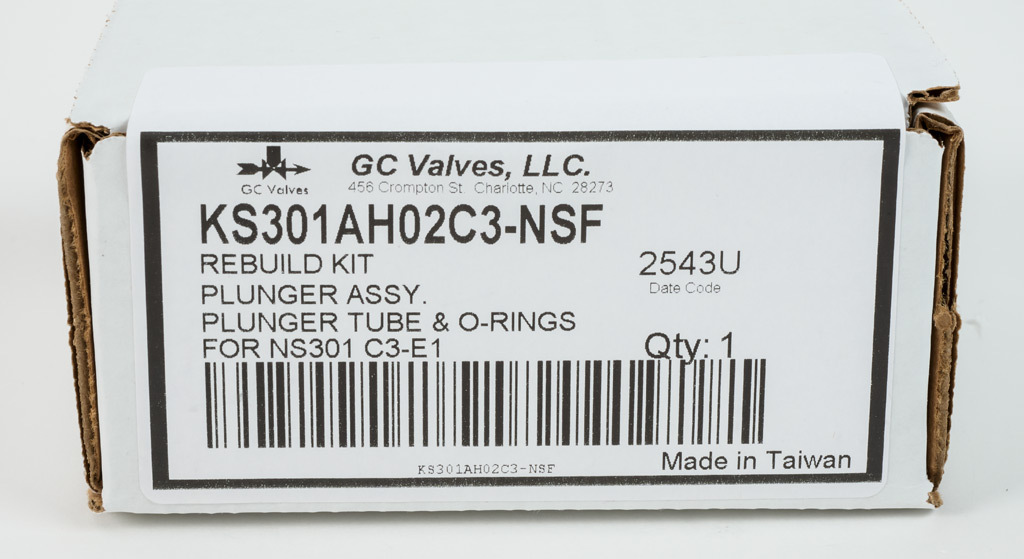 GC Valves, LLC.
GC Valves
456 Crompton St. Charlotte, NC 28273
KS301AH02C3-NSF
REBUILD KIT
2543U
Date Code
PLUNGER ASSY.
PLUNGER TUBE & O-RINGS
FOR NS301 C3-E1
Qty: 1
KS301AH02C3-NSF
Made in Taiwan